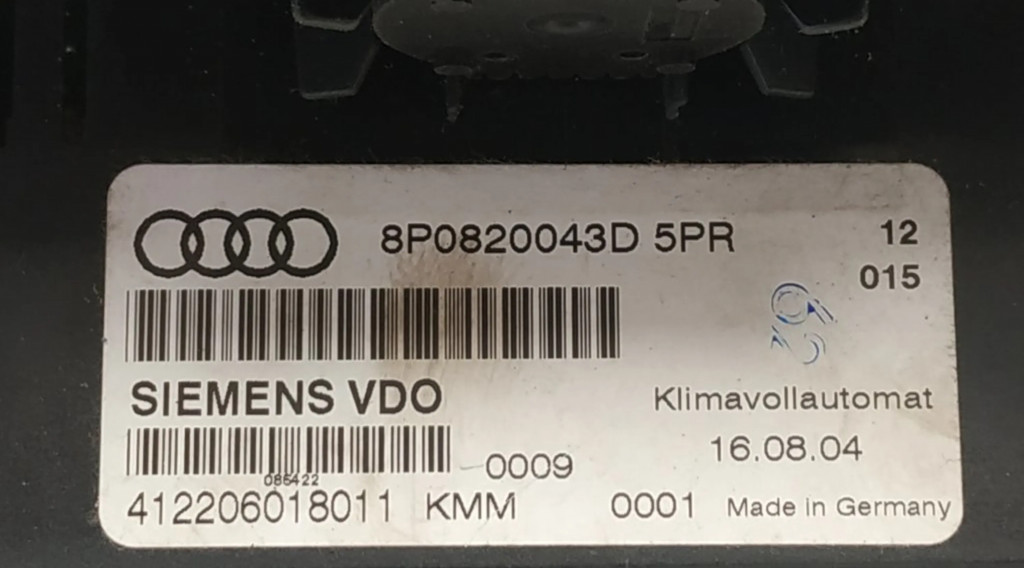 8P0820043D 5PR 12
015
SIEMENS VDO
Klimavollautomat
16.08.04
086422
0009
412206018011 KMM 0001 Made in Germany